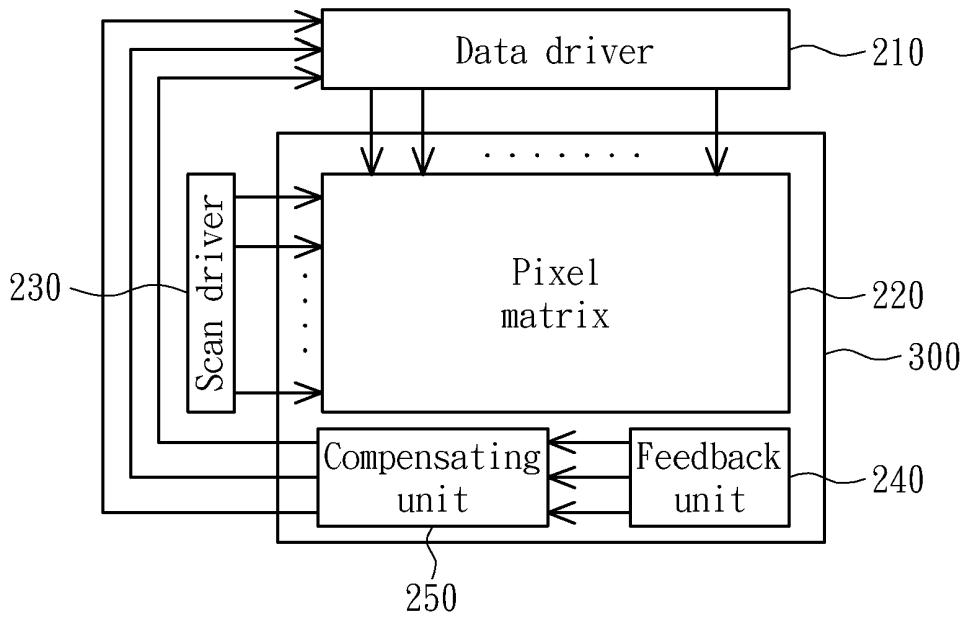 Data driver
210
Scan driver
230
Pixel
matrix
220
300
Compensating
unit
Feedback
unit
240
250